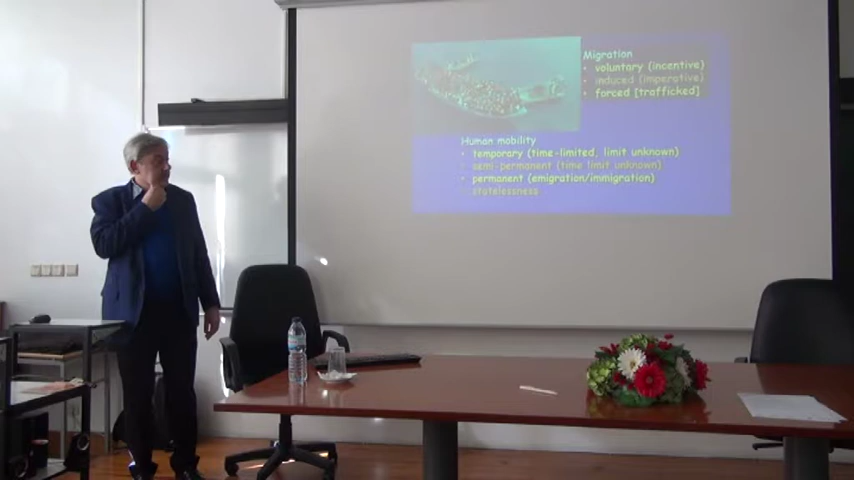 Migration
• voluntary (incentive)
• induced (imperative)
• forced [trafficked]
Human mobility
• temporary (time-limited, limit unknown)
• semi-permanent (time limit unknown)
• permanent (emigration/immigration)
• statelessness